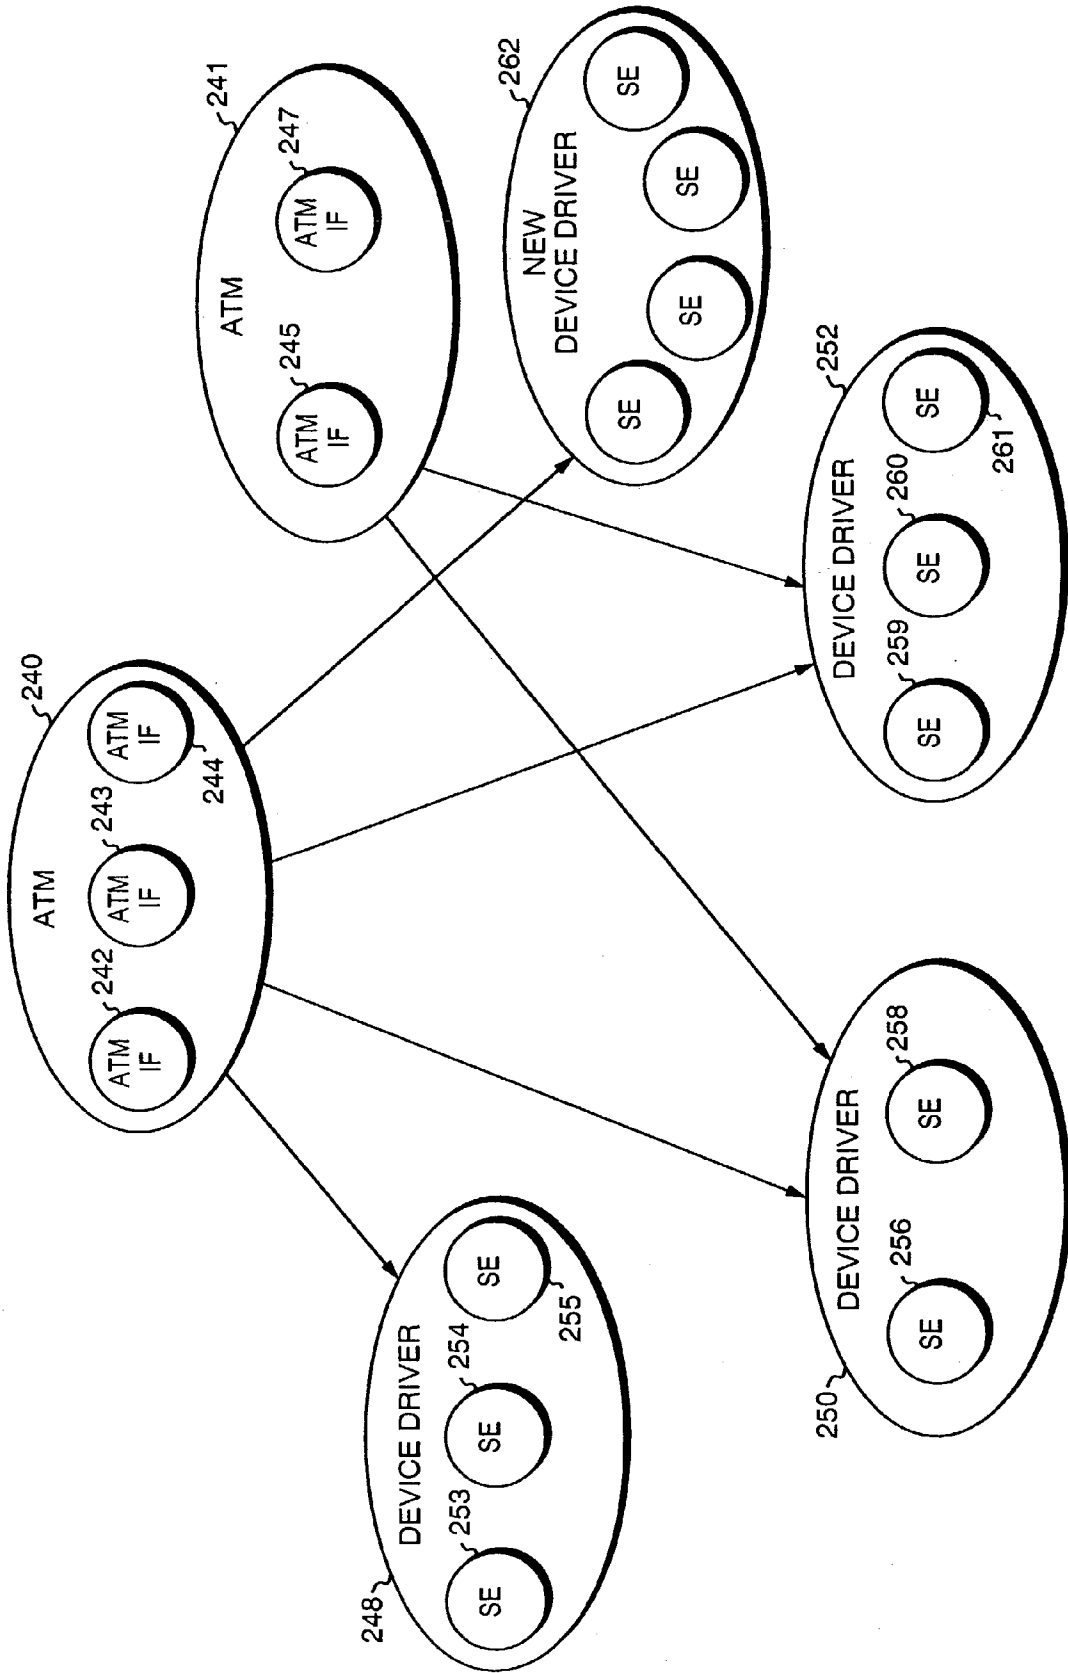 240
ATM
242
243
ATM
IF
ATM
IF
ATM
IF
244
241
ATM
245
247
ATM
IF
ATM
IF
248
DEVICE DRIVER
253
254
SE
SE
SE
255
262
NEW
DEVICE DRIVER
SE
SE
SE
SE
250
DEVICE DRIVER
256
258
SE
SE
252
DEVICE DRIVER
259
260
SE
SE
SE
261